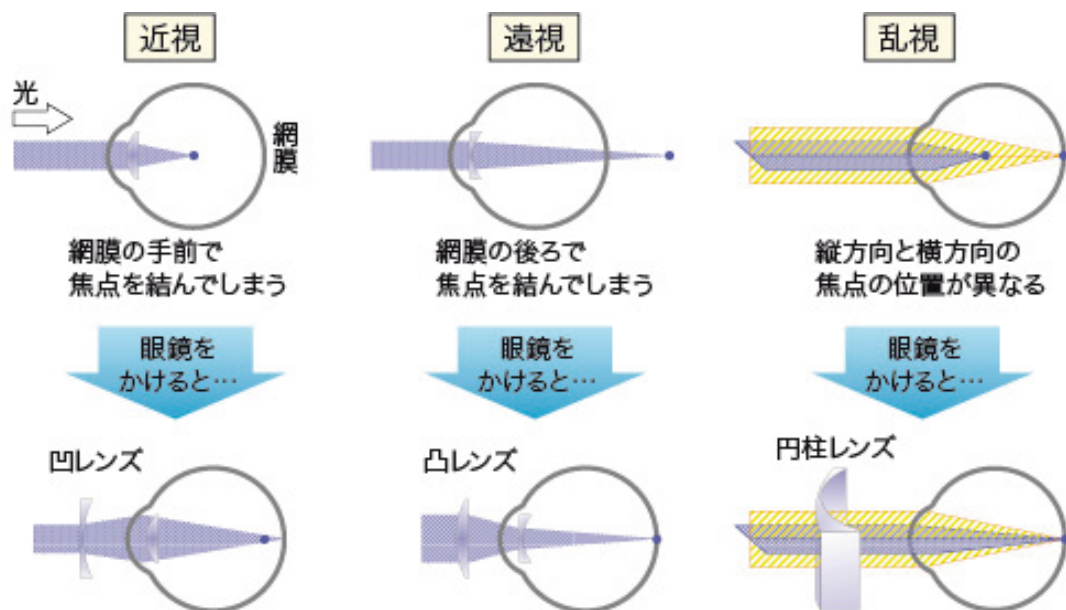 近視
遠視
乱視
光
網膜
網膜の手前で
焦点を結んでしまう
網膜の後ろで
焦点を結んでしまう
縦方向と横方向の
焦点の位置が異なる
眼鏡を
かけると…
眼鏡を
かけると…
眼鏡を
かけると…
凹レンズ
凸レンズ
円柱レンズ